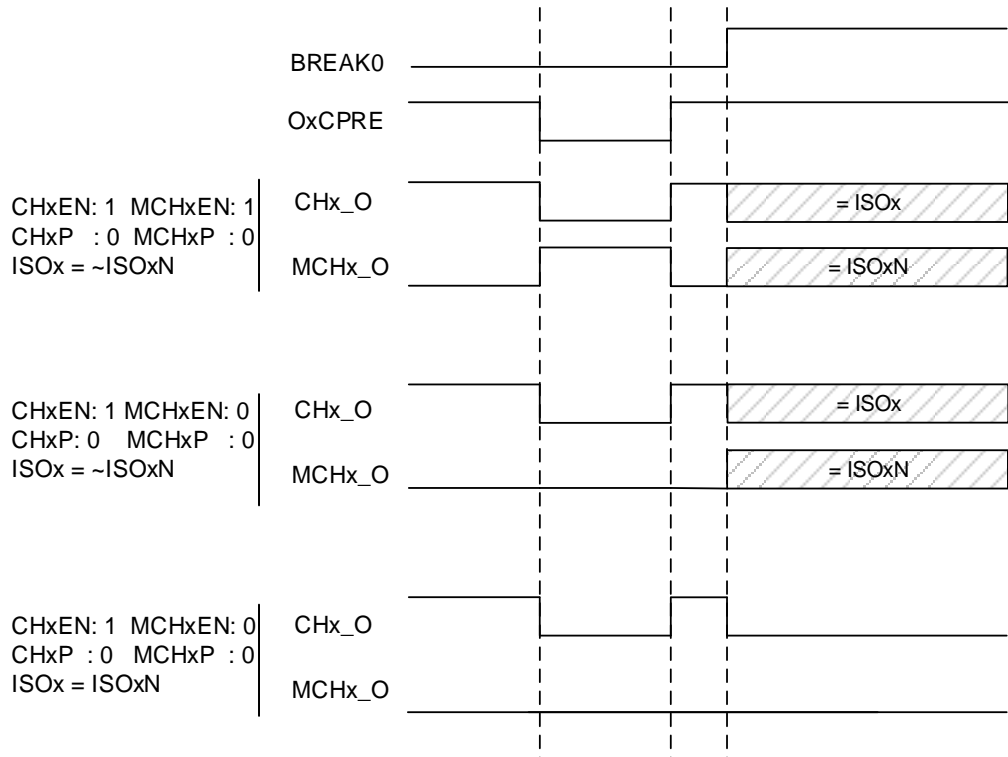 BREAK0
OxCPRE
CHxEN: 1 MCHxEN: 1
CHxP : 0 MCHxP : 0
ISOx = ~ISOxN
CHx_O
= ISOx
MCHx_O
= ISOxN
CHxEN: 1 MCHxEN: 0
CHxP: 0 MCHxP : 0
ISOx = ~ISOxN
CHx_O
= ISOx
MCHx_O
= ISOxN
CHxEN: 1 MCHxEN: 0
CHxP : 0 MCHxP : 0
ISOx = ISOxN
CHx_O
MCHx_O